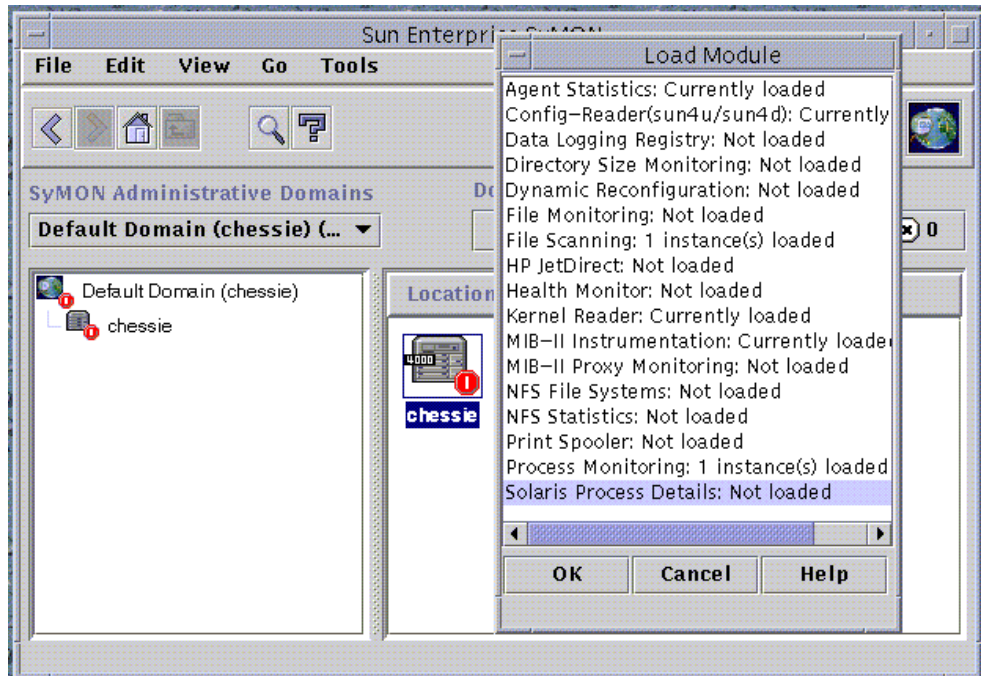 Sun Enterpri
File Edit View Go Tools
SyMON Administrative Domains
Default Domain (chessie) (...
0
Default Domain (chessie)
chessie
Location
4000
chessie
Load Module
Agent Statistics: Currently loaded
Config-Reader(sun4u/sun4d): Currently
Data Logging Registry: Not loaded
Directory Size Monitoring: Not loaded
Dynamic Reconfiguration: Not loaded
File Monitoring: Not loaded
File Scanning: 1 instance(s) loaded
HP JetDirect: Not loaded
Health Monitor: Not loaded
Kernel Reader: Currently loaded
MIB-II Instrumentation: Currently loade
MIB-II Proxy Monitoring: Not loaded
NFS File Systems: Not loaded
NFS Statistics: Not loaded
Print Spooler: Not loaded
Process Monitoring: 1 instance(s) loaded
Solaris Process Details: Not loaded
OK Cancel Help